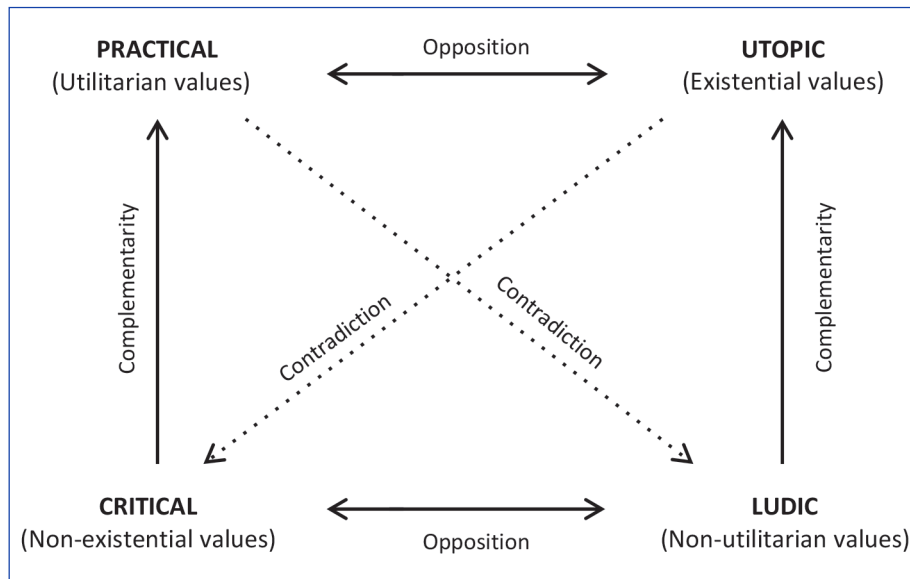 PRACTICAL
(Utilitarian values)
Opposition
UTOPIC
(Existential values)
Complementarity
Contradiction
Contradiction
Complementarity
CRITICAL
(Non-existential values)
Opposition
LUDIC
(Non-utilitarian values)